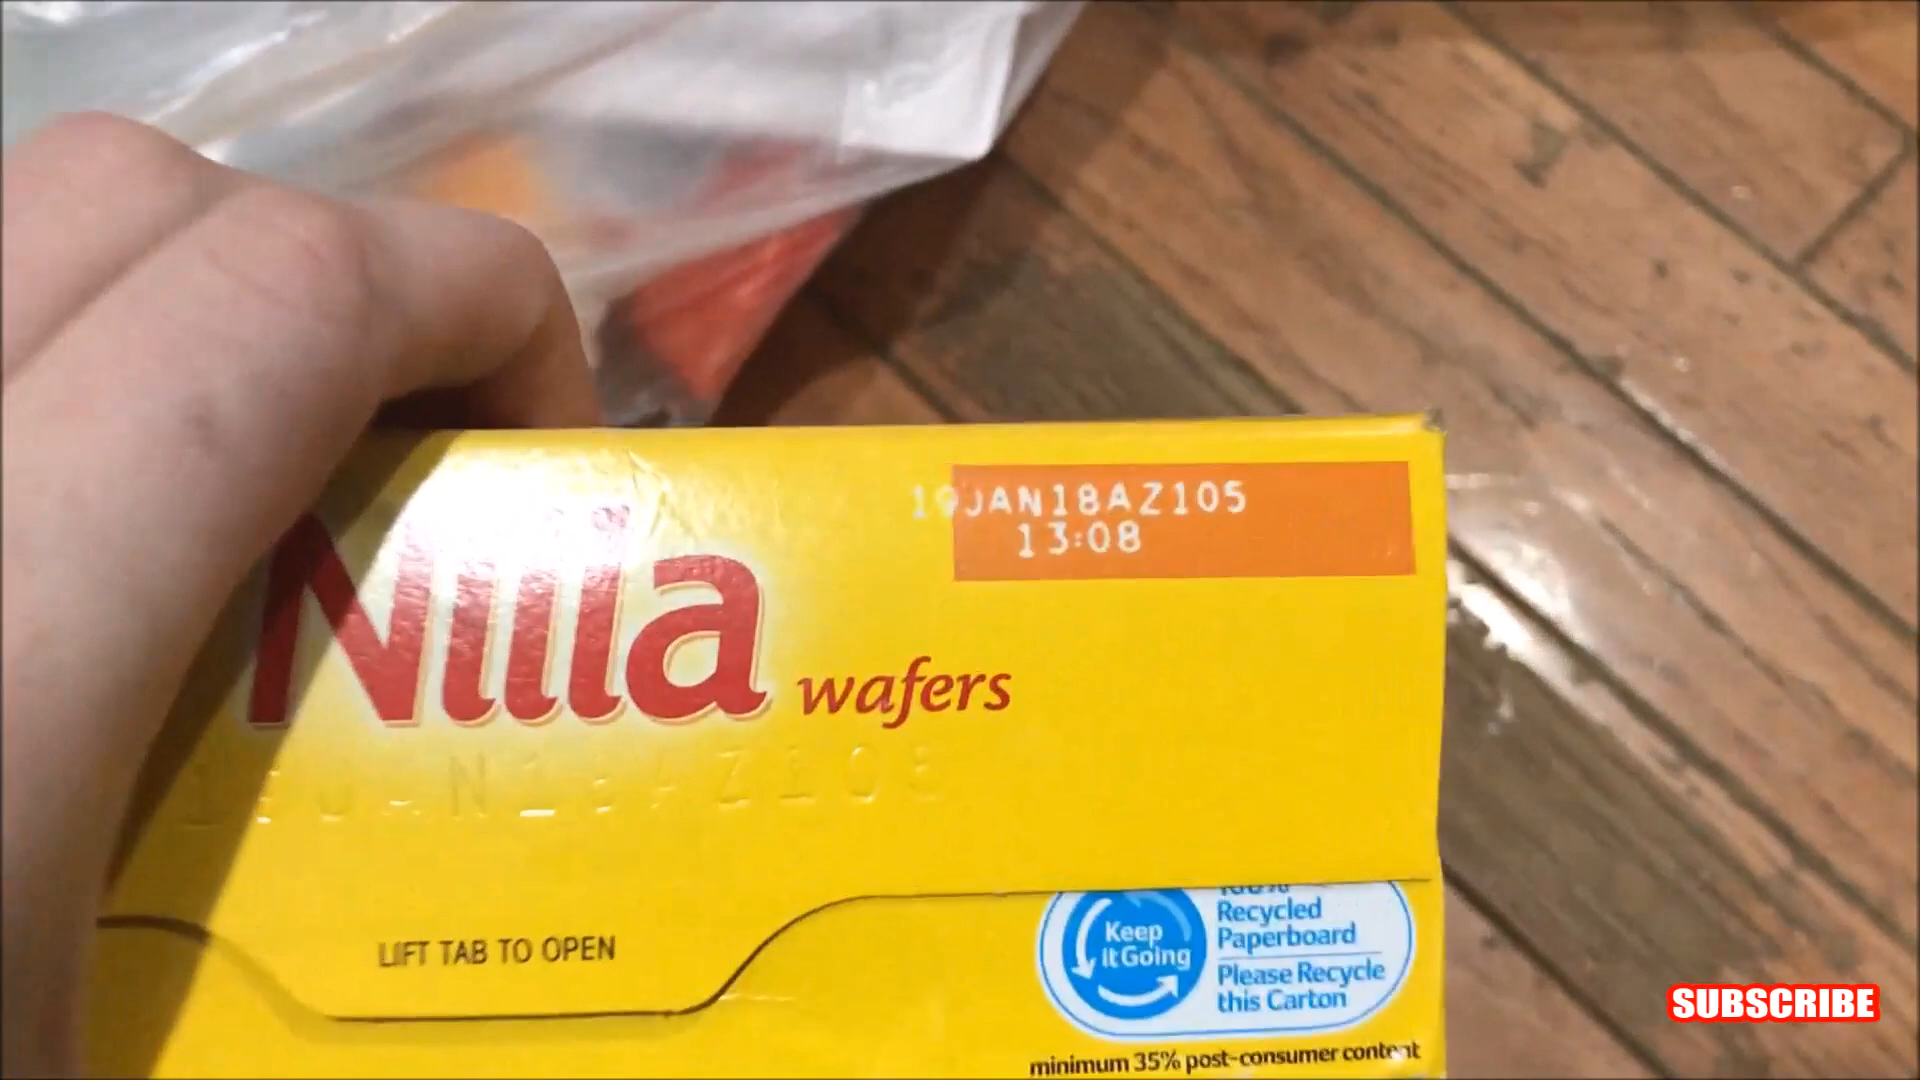 19JAN18AZ105
13:08
Nilla wafers
LIFT TAB TO OPEN
Keep
it Going
100%
Recycled
Paperboard
Please Recycle
this Carton
minimum 35% post-consumer content
SUBSCRIBE